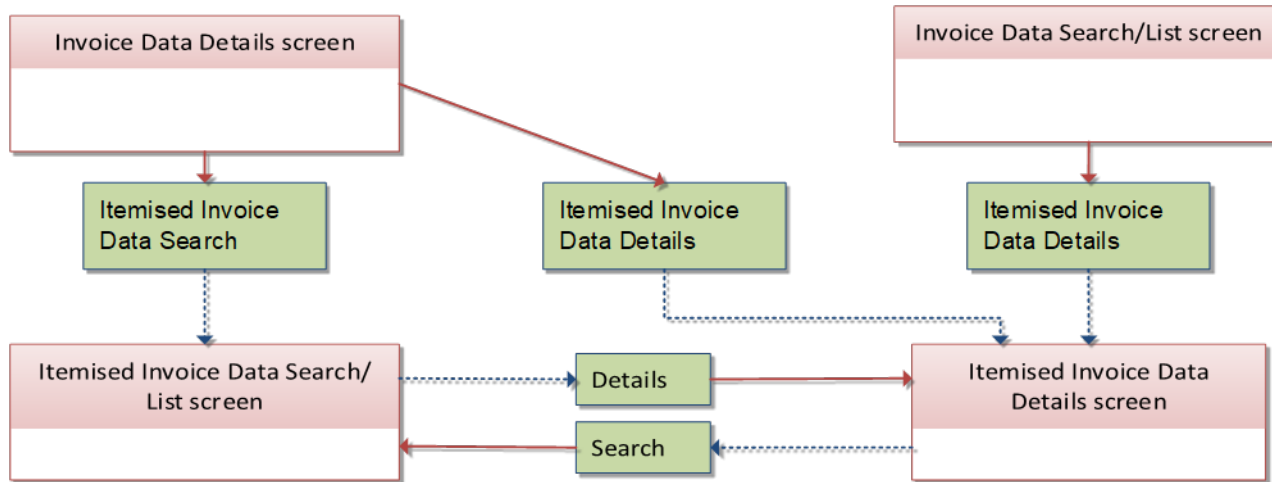 Invoice Data Details screen
Invoice Data Search/List screen
Itemised Invoice
Data Search
Itemised Invoice
Data Details
Itemised Invoice
Data Details
Itemised Invoice Data Search/
List screen
Details
Search
Itemised Invoice Data
Details screen